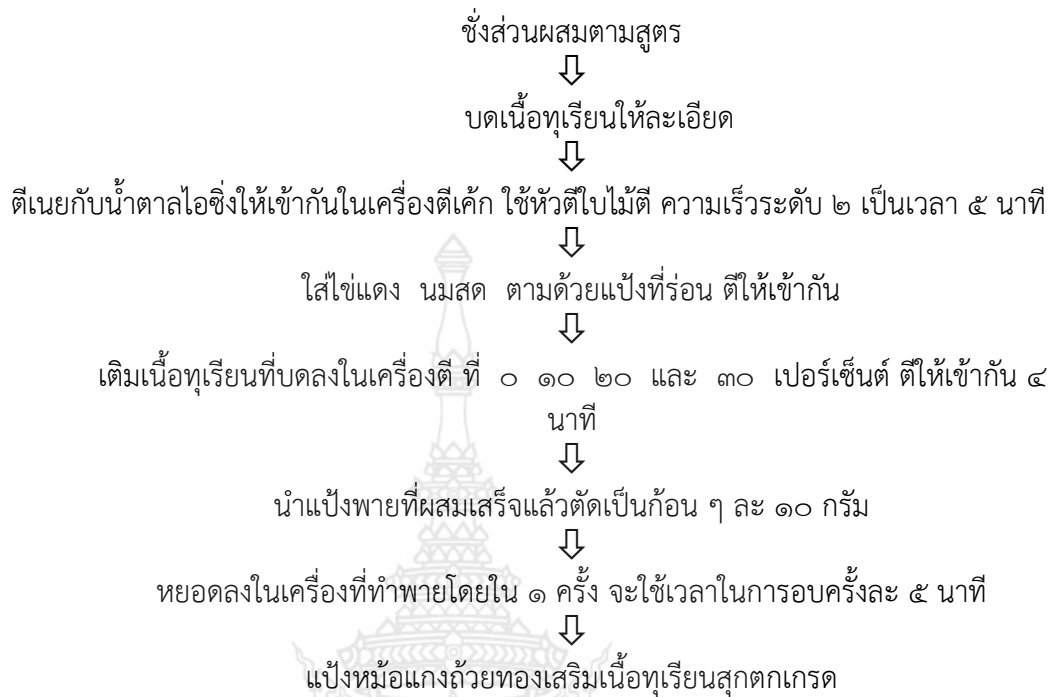 ชั่งส่วนผสมตามสูตร
บดเนื้อทุเรียนให้ละเอียด
ตีเนยกับน้ำตาลไอซิ่งให้เข้ากันในเครื่องตีเค้ก ใช้หัวตีใบไม้ตี ความเร็วระดับ ๒ เป็นเวลา ๕ นาที
ใส่ไข่แดง นมสด ตามด้วยแป้งที่ร่อน ตีให้เข้ากัน
เติมเนื้อทุเรียนที่บดลงในเครื่องตี ที่ ๐ ๑๐ ๒๐ และ ๓๐ เปอร์เซ็นต์ ตีให้เข้ากัน ๔
นาที
นำแป้งพายที่ผสมเสร็จแล้วตัดเป็นก้อน ๆ ละ ๑๐ กรัม
หยอดลงในเครื่องที่ทำพายโดยใน ๑ ครั้ง จะใช้เวลาในการอบครั้งละ ๕ นาที
แป้งหม้อแกงถ้วยทองเสริมเนื้อทุเรียนสุกตกเกรด